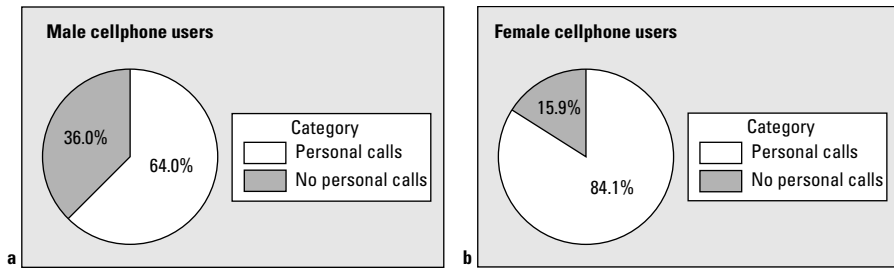 Male cellphone users
36.0%
64.0%
Category
Personal calls
No personal calls
a
Female cellphone users
15.9%
84.1%
Category
Personal calls
No personal calls
b